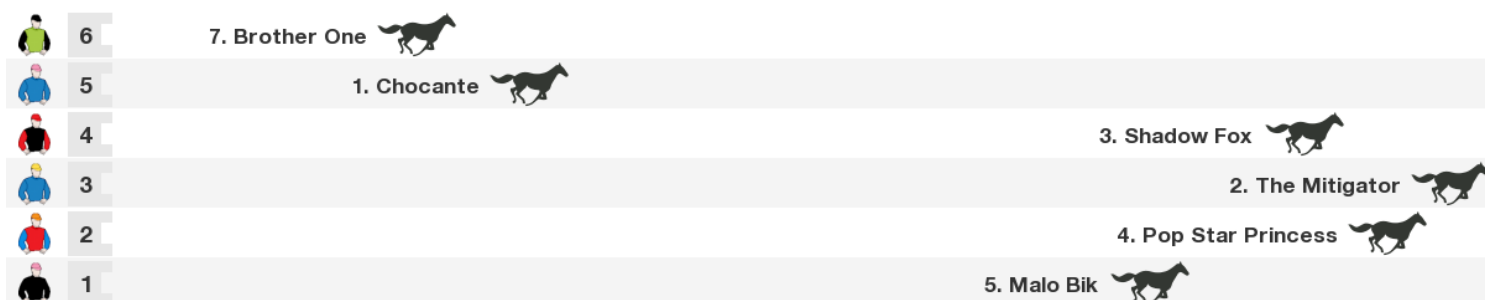 6 7. Brother One
5 1. Chocante
4 3. Shadow Fox
3 2. The Mitigator
2 4. Pop Star Princess
1 5. Malo Bik